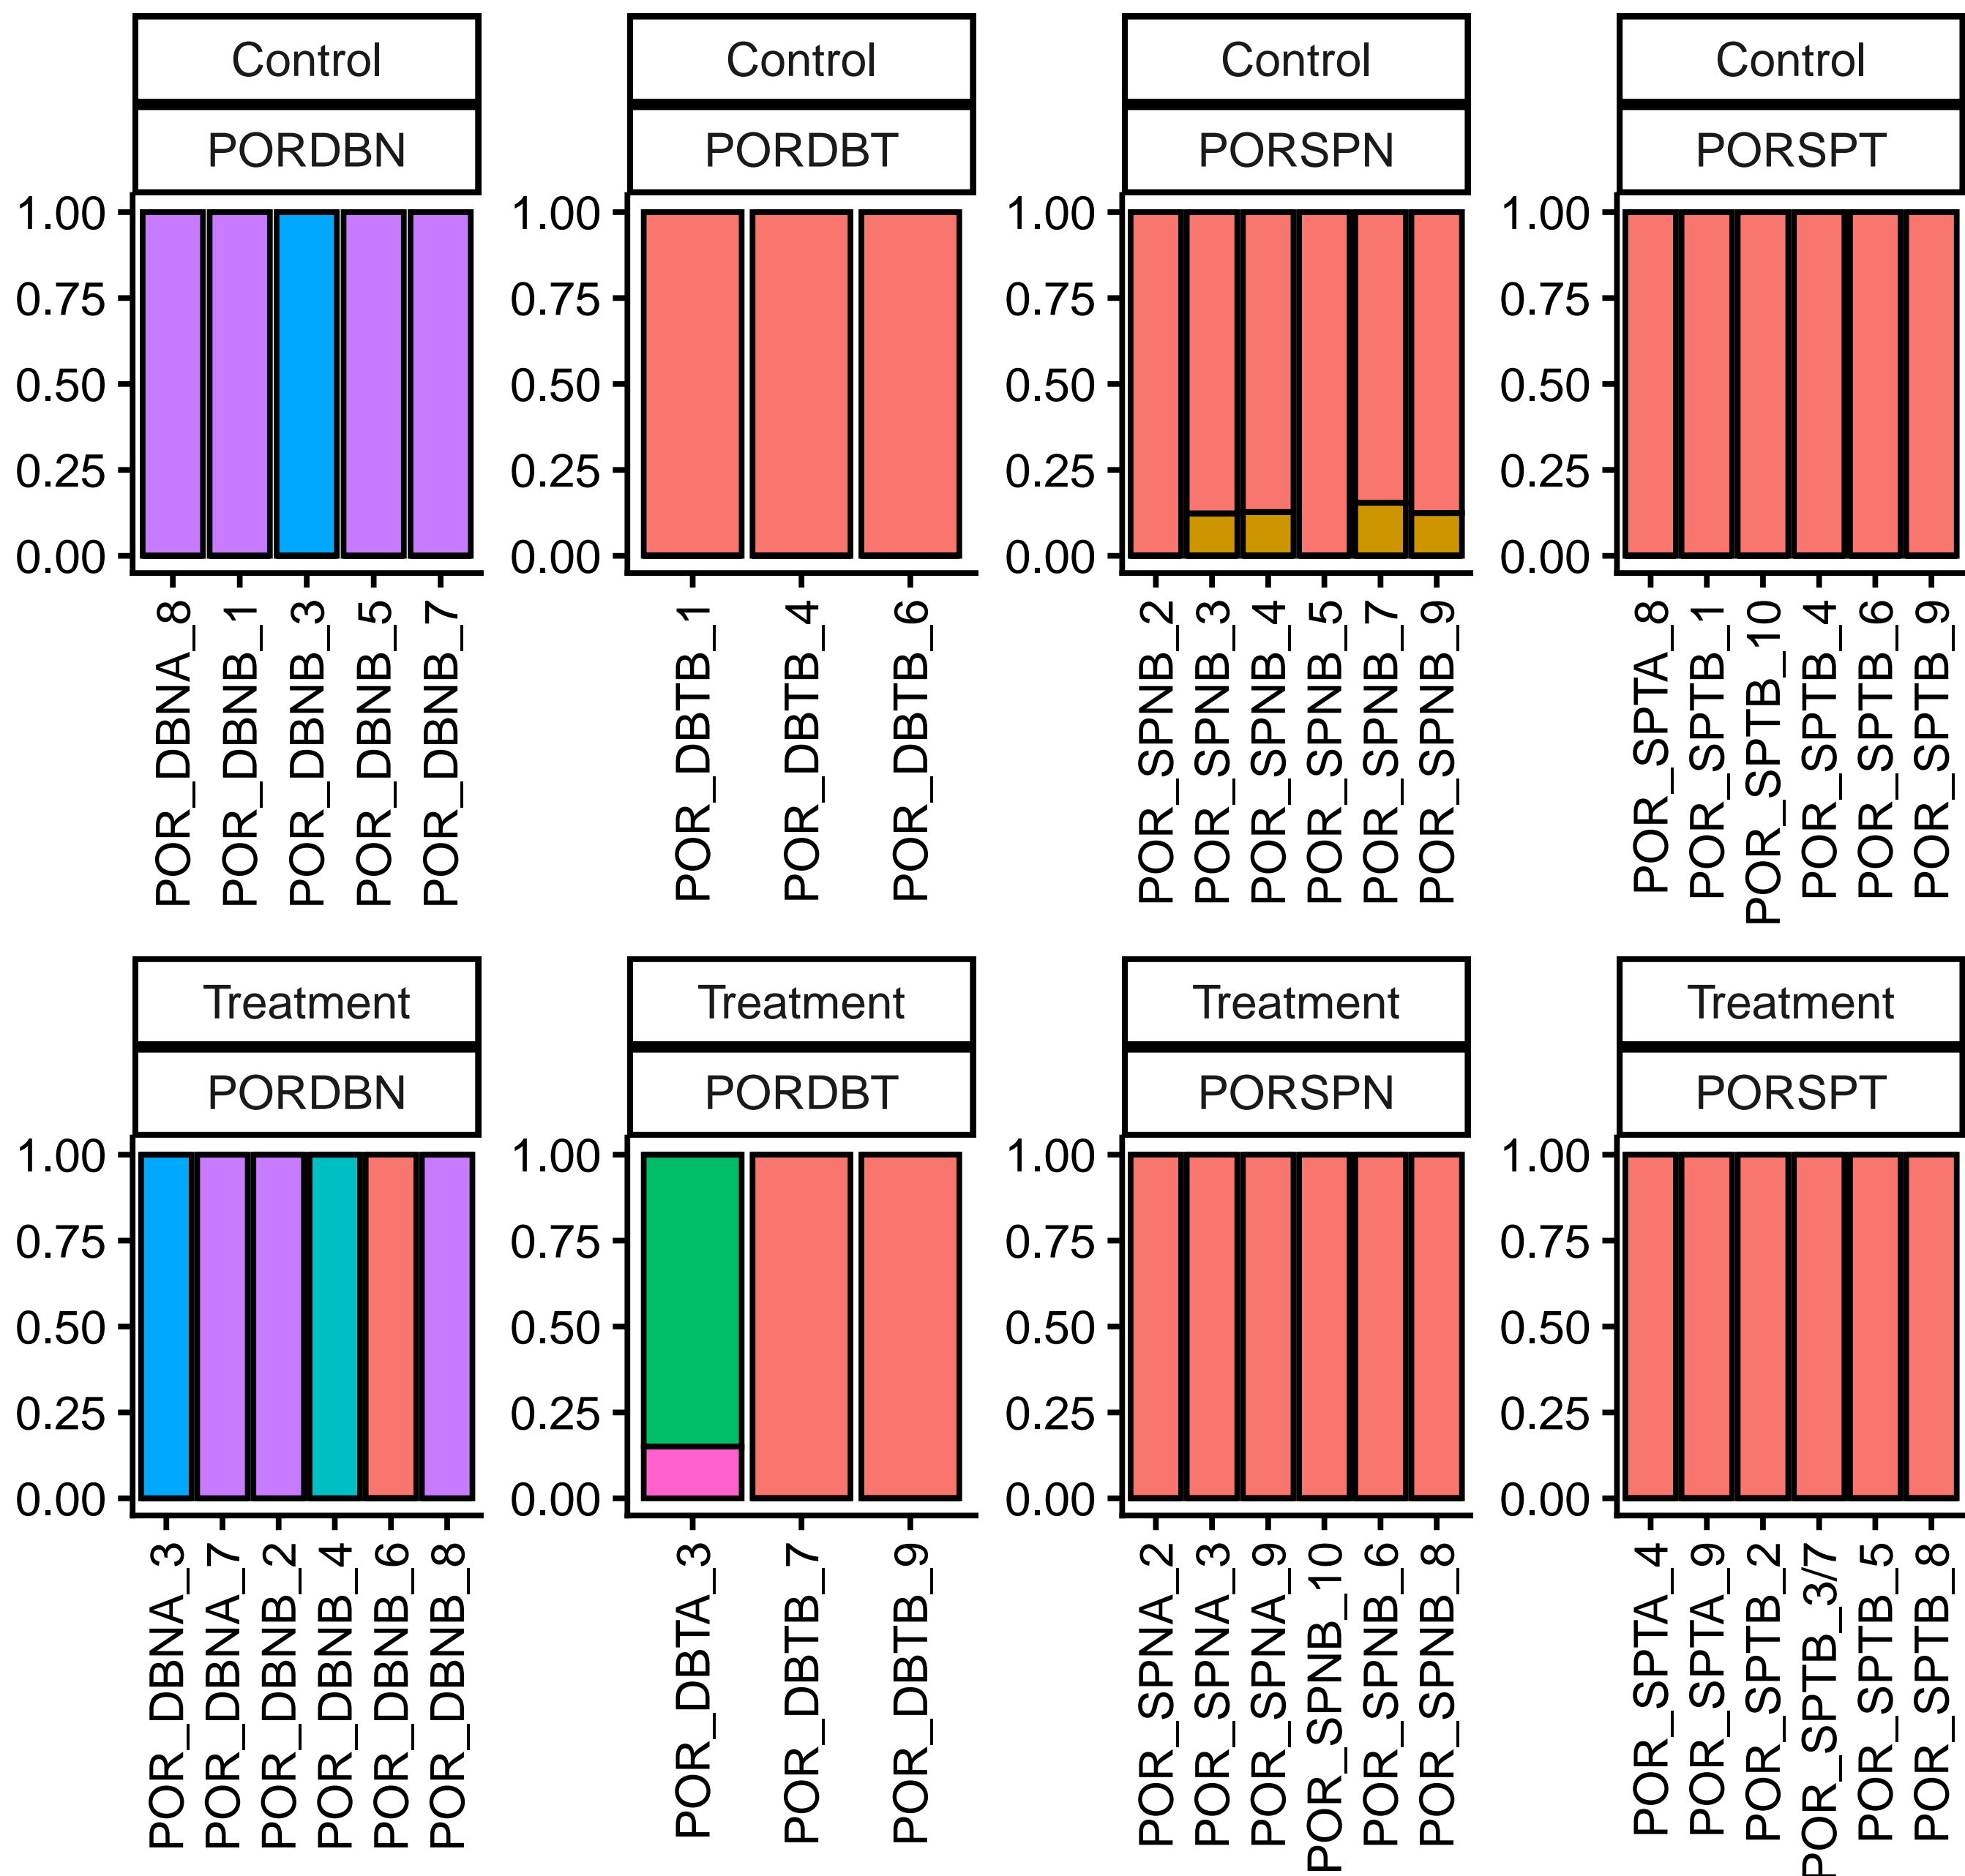 Control Control Control Control
PORDBN PORDBT PORSPN PORSPT
1.00 1.00 1.00 1.00
0.75 0.75 0.75 0.75
0.50 0.50 0.50 0.50
0.25 0.25 0.25 0.25
0.00 0.00 0.00 0.00
POR_DBNA_8
POR_DBNB_1
POR_DBNB_3
POR_DBNB_5
POR_DBNB_7
POR_DBTB_1
POR_DBTB_4
POR_DBTB_6
POR_SPNB_2
POR_SPNB_3
POR_SPNB_4
POR_SPNB_5
POR_SPNB_7
POR_SPNB_9
POR_SPTA_8
POR_SPTB_1
POR_SPTB_10
POR_SPTB_4
POR_SPTB_6
POR_SPTB_9
Treatment Treatment Treatment Treatment
PORDBN PORDBT PORSPN PORSPT
1.00 1.00 1.00 1.00
0.75 0.75 0.75 0.75
0.50 0.50 0.50 0.50
0.25 0.25 0.25 0.25
0.00 0.00 0.00 0.00
POR_DBNA_3
POR_DBNA_7
POR_DBNB_2
POR_DBNB_4
POR_DBNB_6
POR_DBNB_8
POR_DBTA_3
POR_DBTB_7
POR_DBTB_9
POR_SPNA_2
POR_SPNA_3
POR_SPNA_9
POR_SPNB_10
POR_SPNB_6
POR_SPNB_8
POR_SPTA_4
POR_SPTA_9
POR_SPTB_2
POR_SPTB_3/7
POR_SPTB_5
POR_SPTB_8